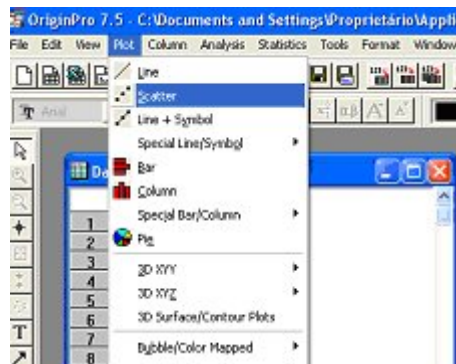 OriginPro 7.5 - C:\Documents and Settings\Proprietário\Appli
File Edit View Plot Column Analysis Statistics Tools Format Window
Line
Arial
Scatter
Line + Symbol
Special Line/Symbol
Da
Bar
Column
Special Bar/Column
1
Pie
2
3
3D XYY
4
3D XYZ
5
3D Surface/Contour Plots
6
7
Bubble/Color Mapped
8
T